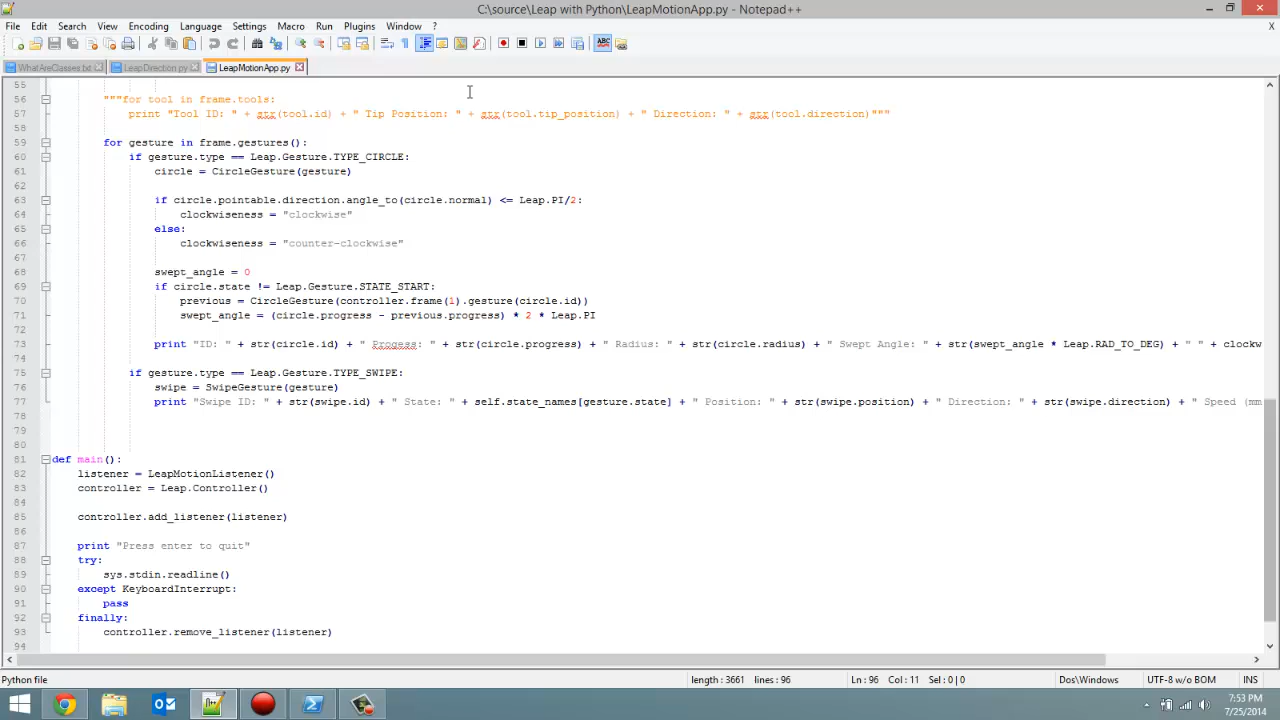 C:\source\Leap with Python\LeapMotionApp.py - Notepad++
File Edit Search View Encoding Language Settings Macro Run Plugins Window ?
X
ABC
WhatAreClasses.txt LeapDirection.py LeapMotionApp.py
55
56 """for tool in frame.tools:
57 print "Tool ID: " + str(tool.id) + " Tip Position: " + str(tool.tip_position) + " Direction: " + str(tool.direction)"""
58
59 for gesture in frame.gestures():
60 if gesture.type == Leap.Gesture.TYPE_CIRCLE:
61 circle = CircleGesture(gesture)
62
63 if circle.pointable.direction.angle_to(circle.normal) <= Leap.PI/2:
64 clockwiseness = "clockwise"
65 else:
66 clockwiseness = "counter-clockwise"
67
68 swept_angle = 0
69 if circle.state != Leap.Gesture.STATE_START:
70 previous = CircleGesture(controller.frame(1).gesture(circle.id))
71 swept_angle = (circle.progress - previous.progress) * 2 * Leap.PI
72
73 print "ID: " + str(circle.id) + " Progess: " + str(circle.progress) + " Radius: " + str(circle.radius) + " Swept Angle: " + str(swept_angle * Leap.RAD_TO_DEG) + " " + clockw
74
75 if gesture.type == Leap.Gesture.TYPE_SWIPE:
76 swipe = SwipeGesture(gesture)
77 print "Swipe ID: " + str(swipe.id) + " State: " + self.state_names[gesture.state] + " Position: " + str(swipe.position) + " Direction: " + str(swipe.direction) + " Speed (mm
78
79
80
81 def main():
82 listener = LeapMotionListener()
83 controller = Leap.Controller()
84
85 controller.add_listener(listener)
86
87 print "Press enter to quit"
88 try:
89 sys.stdin.readline()
90 except KeyboardInterrupt:
91 pass
92 finally:
93 controller.remove_listener(listener)
94
Python file length : 3661 lines : 96 Ln : 96 Col : 11 Sel : 0 | 0 Dos\Windows UTF-8 w/o BOM INS
7:53 PM
7/25/2014